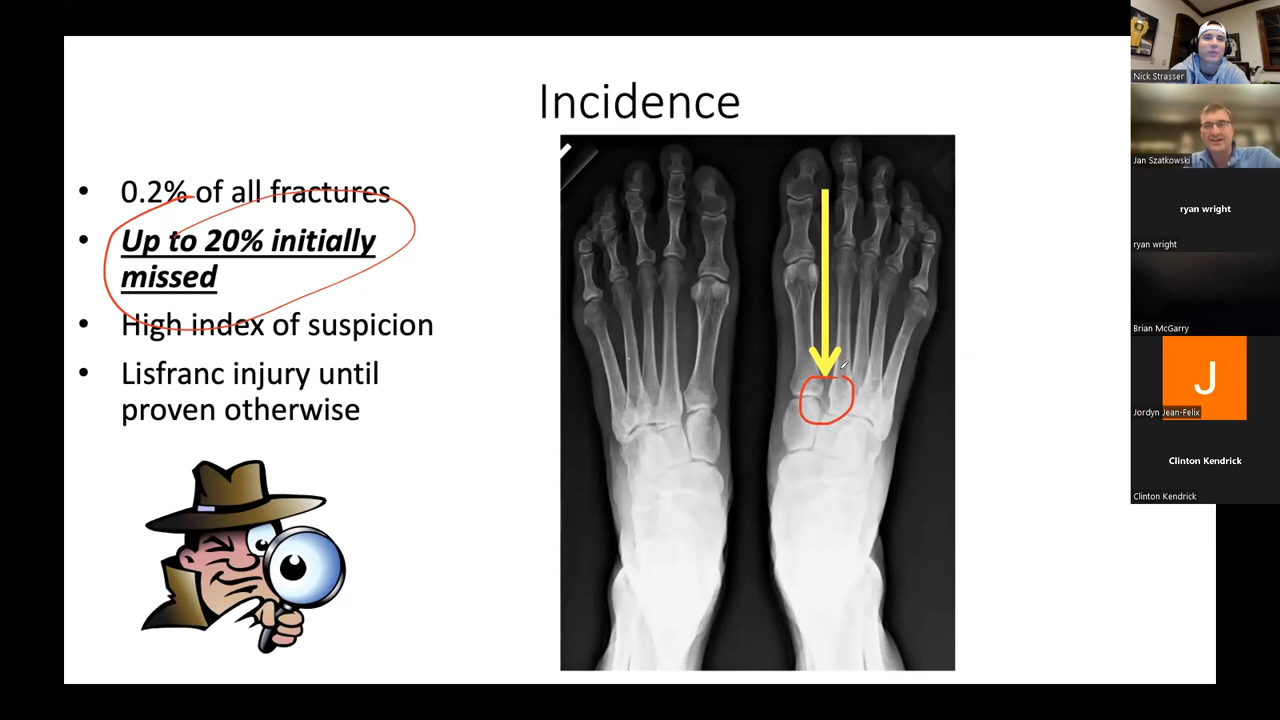 Incidence
• 0.2% of all fractures
• Up to 20% initially
missed
• High index of suspicion
• Lisfranc injury until
proven otherwise
Nick Strasser
Jan Szatkowski
ryan wright
ryan wright
Brian McGarry
J
Jordyn Jean-Felix
Clinton Kendrick
Clinton Kendrick